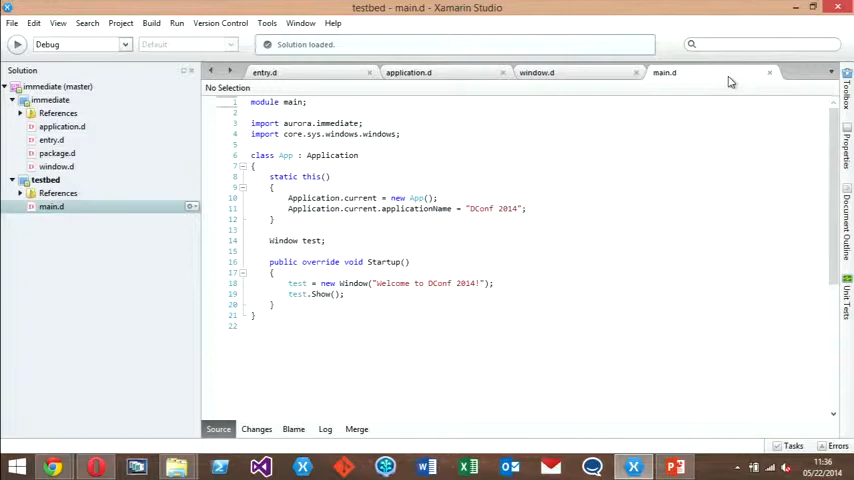 testbed - main.d - Xamarin Studio
File Edit View Search Project Build Run Version Control Tools Window Help
Debug Default Solution loaded.
Solution
entry.d application.d window.d main.d
No Selection
immediate (master)
immediate
References
application.d
entry.d
package.d
window.d
testbed
References
main.d
1 module main;
2
3 import aurora.immediate;
4 import core.sys.windows.windows;
5
6 class App : Application
7 {
8 static this()
9 {
10 Application.current = new App();
11 Application.current.applicationName = "DConf 2014";
12 }
13
14 Window test;
15
16 public override void Startup()
17 {
18 test = new Window("Welcome to DConf 2014!");
19 test.Show();
20 }
21 }
22
Toolbox
Properties
Document Outline
Unit Tests
Source Changes Blame Log Merge
Tasks Errors
11:36
05/22/2014